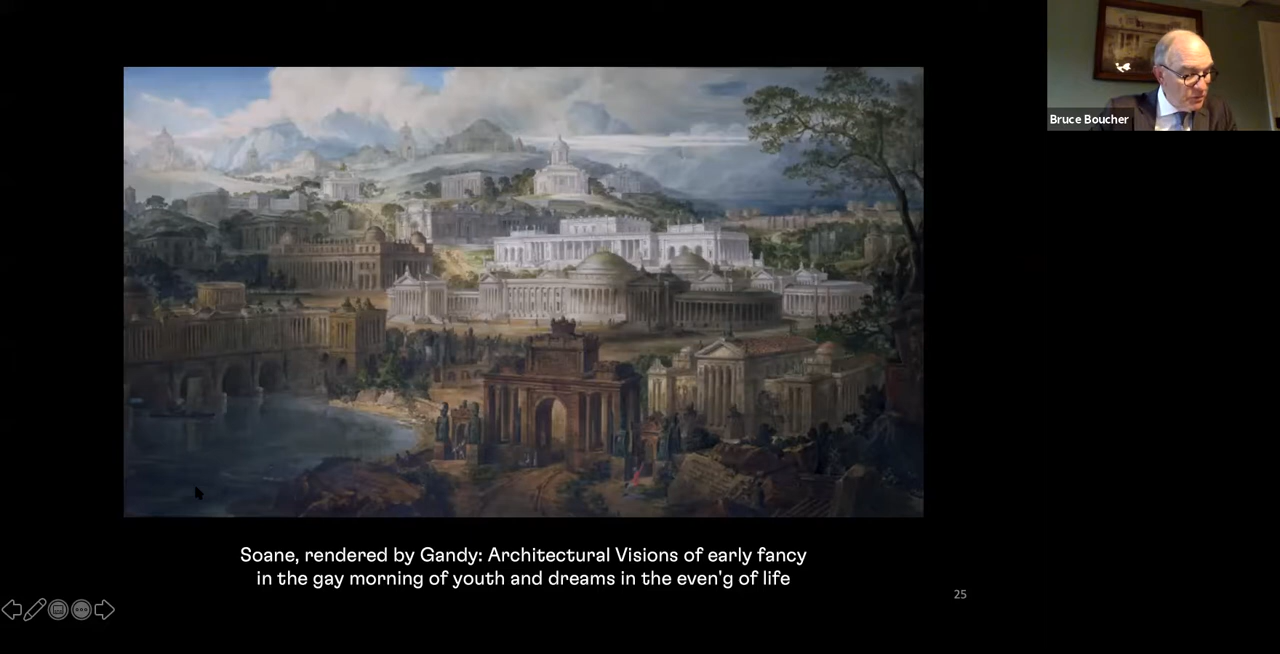 Bruce Boucher
Soane, rendered by Gandy: Architectural Visions of early fancy
in the gay morning of youth and dreams in the even'g of life
25